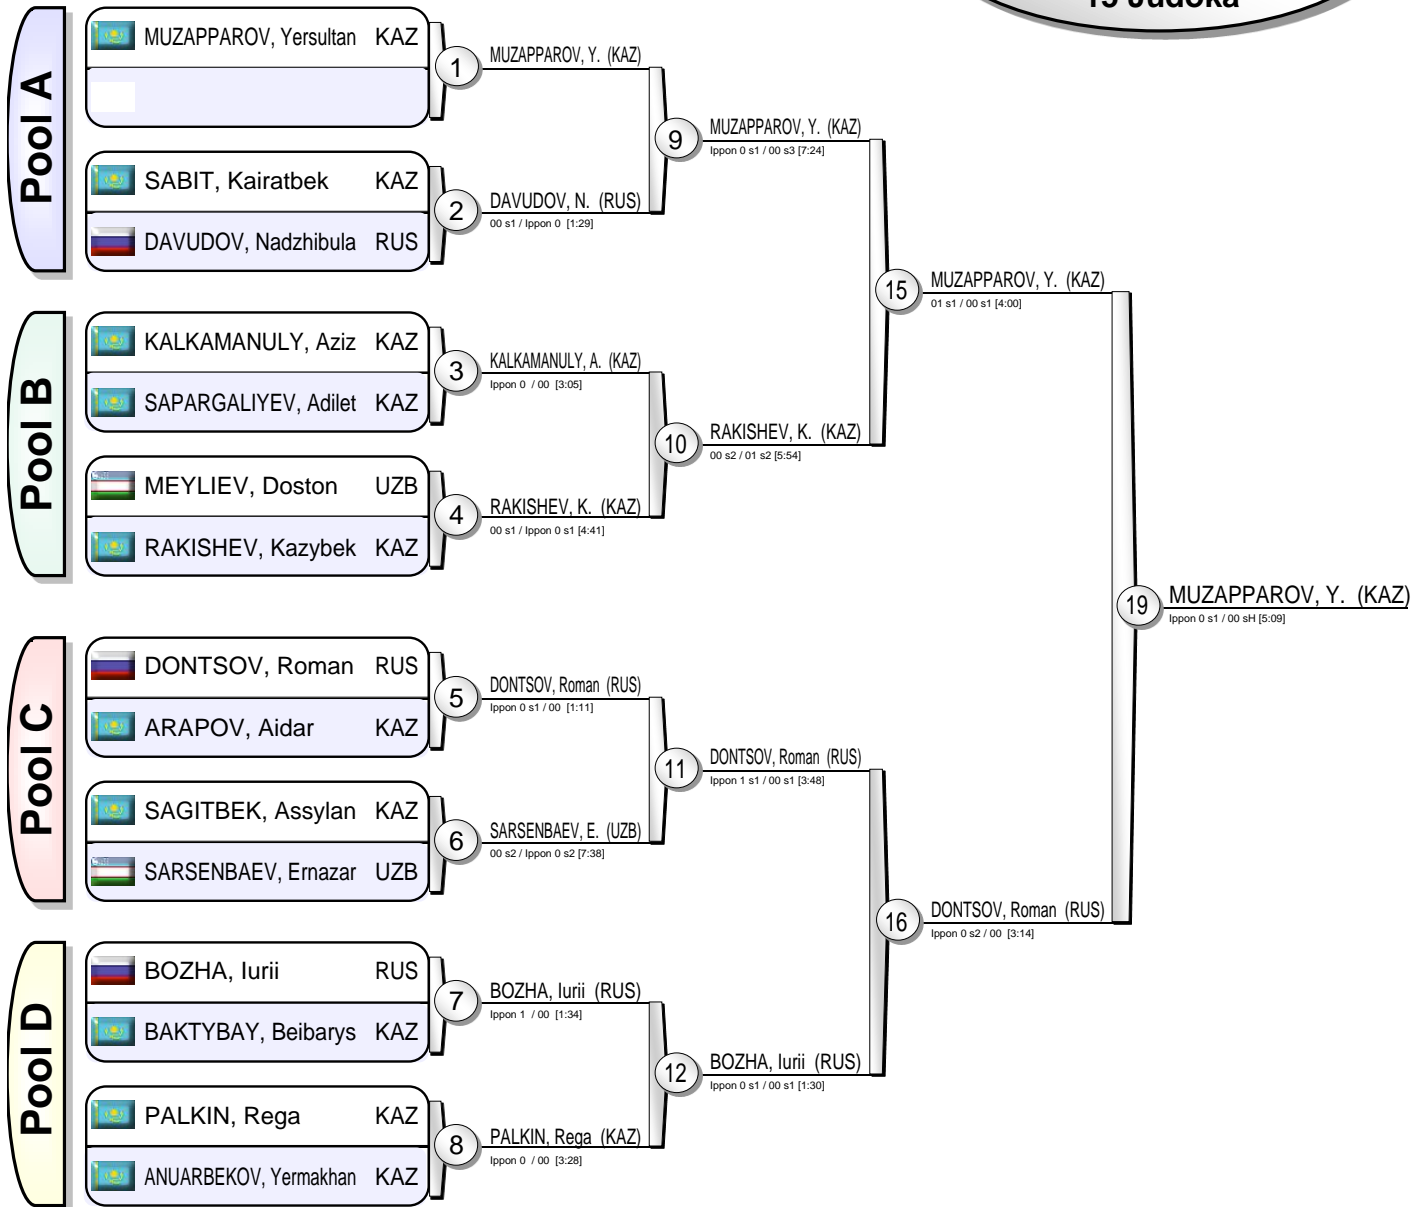 15 Judoka
Pool A
MUZAPPAROV, Yersultan KAZ
1
SABIT, Kairatbek KAZ
DAVUDOV, Nadzhibula RUS
2
MUZAPPAROV, Y. (KAZ)
DAVUDOV, N. (RUS)
00 s1 / Ippon 0 [1:29]
9
MUZAPPAROV, Y. (KAZ)
Ippon 0 s1 / 00 s3 [7:24]
Pool B
KALKAMANULY, Aziz KAZ
SAPARGALIYEV, Adilet KAZ
3
MEYLIEV, Doston UZB
RAKISHEV, Kazybek KAZ
4
KALKAMANULY, A. (KAZ)
Ippon 0 / 00 [3:05]
RAKISHEV, K. (KAZ)
00 s1 / Ippon 0 s1 [4:41]
10
RAKISHEV, K. (KAZ)
00 s2 / 01 s2 [5:54]
15
MUZAPPAROV, Y. (KAZ)
01 s1 / 00 s1 [4:00]
Pool C
DONTSOV, Roman RUS
ARAPOV, Aidar KAZ
5
SAGITBEK, Assylan KAZ
SARSENBAEV, Ernazar UZB
6
DONTSOV, Roman (RUS)
Ippon 0 s1 / 00 [1:11]
SARSENBAEV, E. (UZB)
00 s2 / Ippon 0 s2 [7:38]
11
DONTSOV, Roman (RUS)
Ippon 1 s1 / 00 s1 [3:48]
Pool D
BOZHA, Iurii RUS
BAKTYBAY, Beibarys KAZ
7
PALKIN, Rega KAZ
ANUARBEKOV, Yermakhan KAZ
8
BOZHA, Iurii (RUS)
Ippon 1 / 00 [1:34]
PALKIN, Rega (KAZ)
Ippon 0 / 00 [3:28]
12
BOZHA, Iurii (RUS)
Ippon 0 s1 / 00 s1 [1:30]
16
DONTSOV, Roman (RUS)
Ippon 0 s2 / 00 [3:14]
19
MUZAPPAROV, Y. (KAZ)
Ippon 0 s1 / 00 sH [5:09]